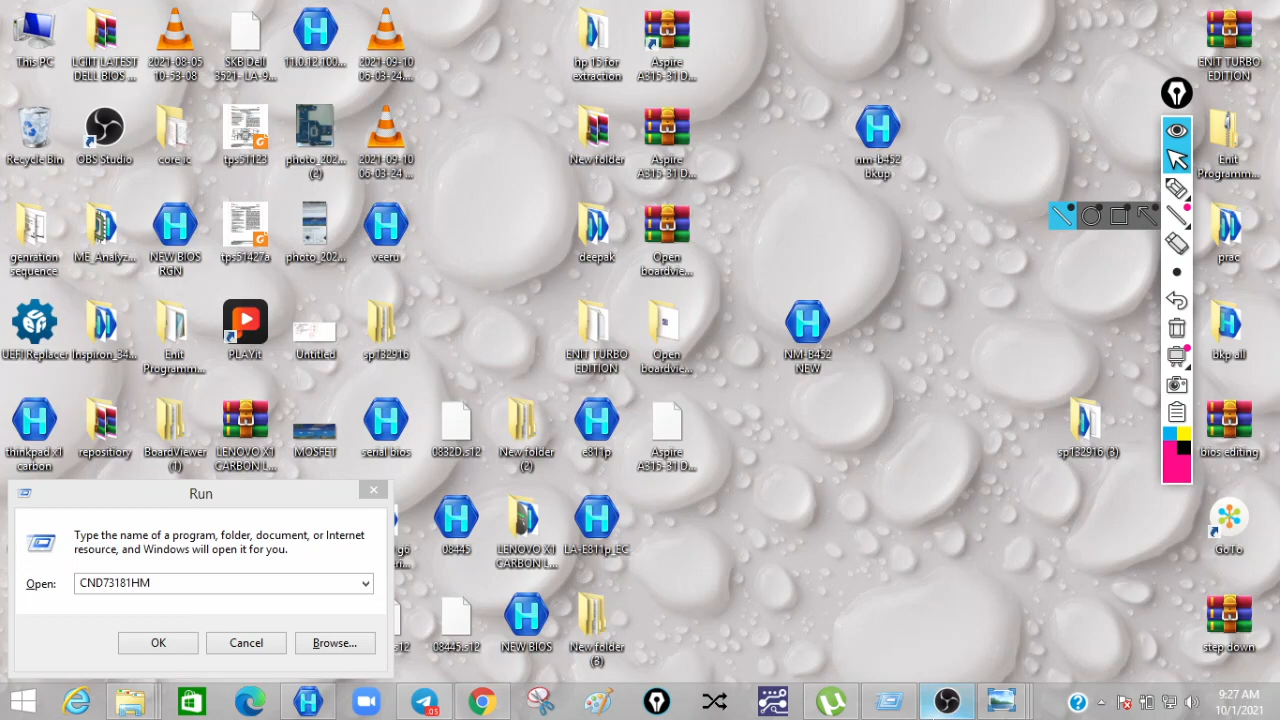 This PC
LCIIT LATEST
DELL BIOS ...
2021-09-05
10-53-08
SKB Dell
3521- LA-9...
11.0.12.100...
2021-09-10
06-03-24....
hp 15 for
extraction
Aspire
A315-31 D...
ENIT TURBO
EDITION
Recycle Bin
OBS Studio
core ic
tps51123
photo_202...
(2)
2021-09-10
06-03-24 ...
New folder
Aspire
A315-31 D...
nm-b452
bkup
Enit
Programm...
genration
sequence
ME_Analyz...
NEW BIOS
RGN
tps51427a
photo_202...
veeru
deepak
Open
boardvie...
prac
UEFI Replacer
Inspiron_34...
Enit
Programm...
PLAYit
Untitled
sp132916
ENIT TURBO
EDITION
Open
boardvie...
NM-B452
NEW
bkp all
thinkpad x1
carbon
repositiory
BoardViewer
(1)
LENOVO X1
CARBON L...
MOSFET
serial bios
0832D.s12
New folder
(2)
e811p
Aspire
A315-31 D...
sp132916 (3)
bios editing
Run
Type the name of a program, folder, document, or Internet
resource, and Windows will open it for you.
Open:
CND73181HM
OK
Cancel
Browse...
08445
LENOVO X1
CARBON L...
LA-E811p_EC
GoTo
.s12
08445.s12
NEW BIOS
New folder
(3)
step down
.05
9:27 AM
10/1/2021